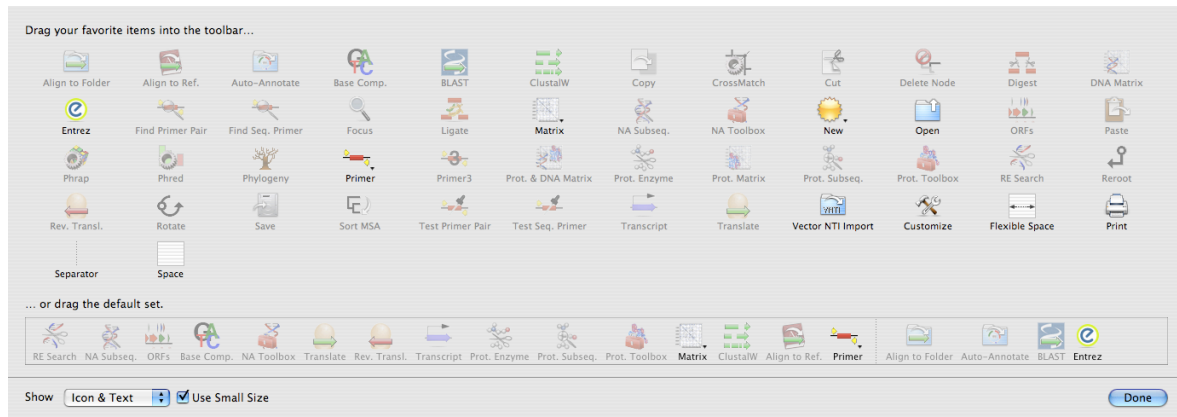 Drag your favorite items into the toolbar...
Align to Folder Align to Ref. Auto-Annotate Base Comp. BLAST ClustalW Copy CrossMatch Cut Delete Node Digest DNA Matrix
Entrez Find Primer Pair Find Seq. Primer Focus Ligate Matrix NA Subseq. NA Toolbox New Open ORFs Paste
Phrap Phred Phylogeny Primer Primer3 Prot. & DNA Matrix Prot. Enzyme Prot. Matrix Prot. Subseq. Prot. Toolbox RE Search Reroot
Rev. Transl. Rotate Save Sort MSA Test Primer Pair Test Seq. Primer Transcript Translate Vector NTI Import Customize Flexible Space Print
Separator Space
... or drag the default set.
RE Search NA Subseq. ORFs Base Comp. NA Toolbox Translate Rev. Transl. Transcript Prot. Enzyme Prot. Subseq. Prot. Toolbox Matrix ClustalW Align to Ref. Primer Align to Folder Auto-Annotate BLAST Entrez
Show Icon & Text Use Small Size Done